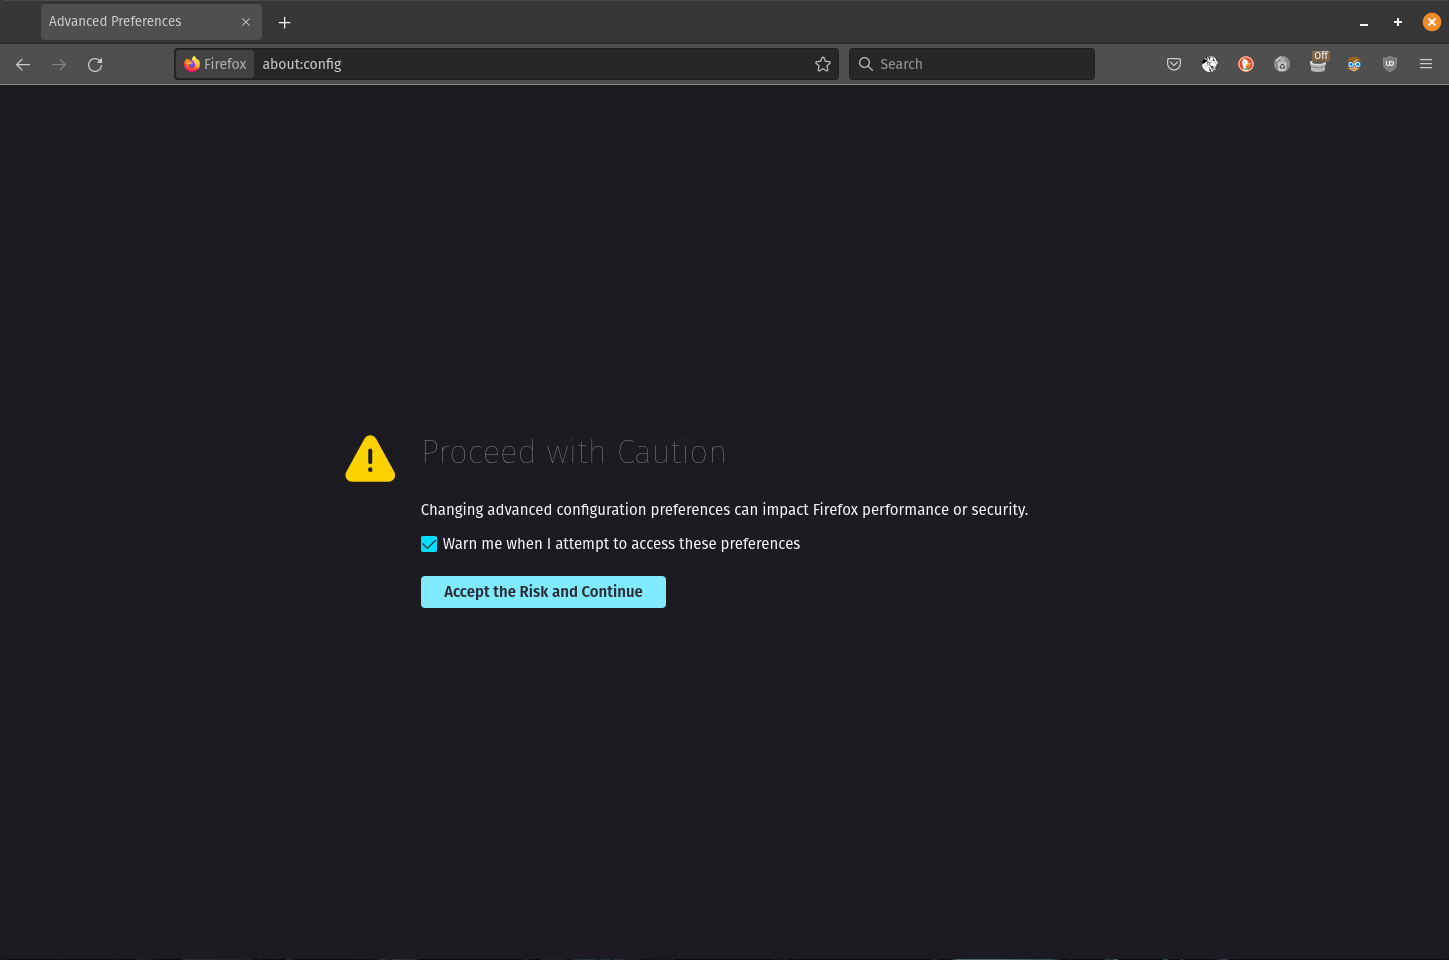 Advanced Preferences
Firefox about:config Search Off UO
Proceed with Caution
Changing advanced configuration preferences can impact Firefox performance or security.
Warn me when I attempt to access these preferences
Accept the Risk and Continue